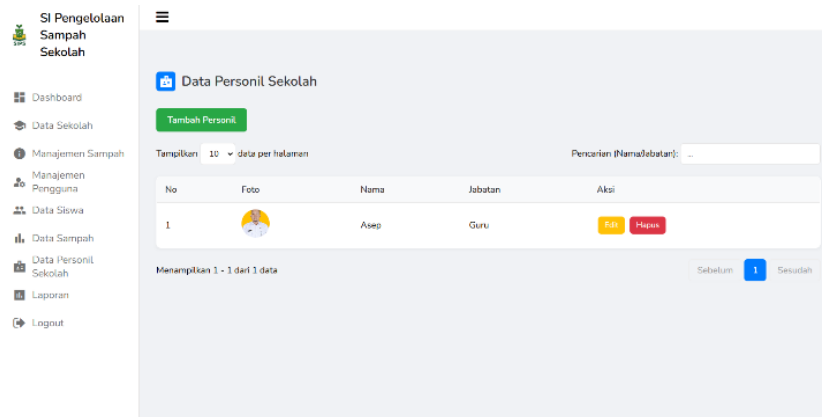 SI Pengelolaan
Sampah
Sekolah
SIPS
Dashboard
Data Sekolah
Manajemen Sampah
Manajemen
Pengguna
Data Siswa
Data Sampah
Data Personil
Sekolah
Laporan
Logout
Data Personil Sekolah
Tambah Personil
Tampilkan 10 data per halaman
Pencarian (Nama/Jabatan): ...
No Foto Nama Jabatan Aksi
1 Asep Guru Edit Hapus
Menampilkan 1 - 1 dari 1 data
Sebelum 1 Sesudah